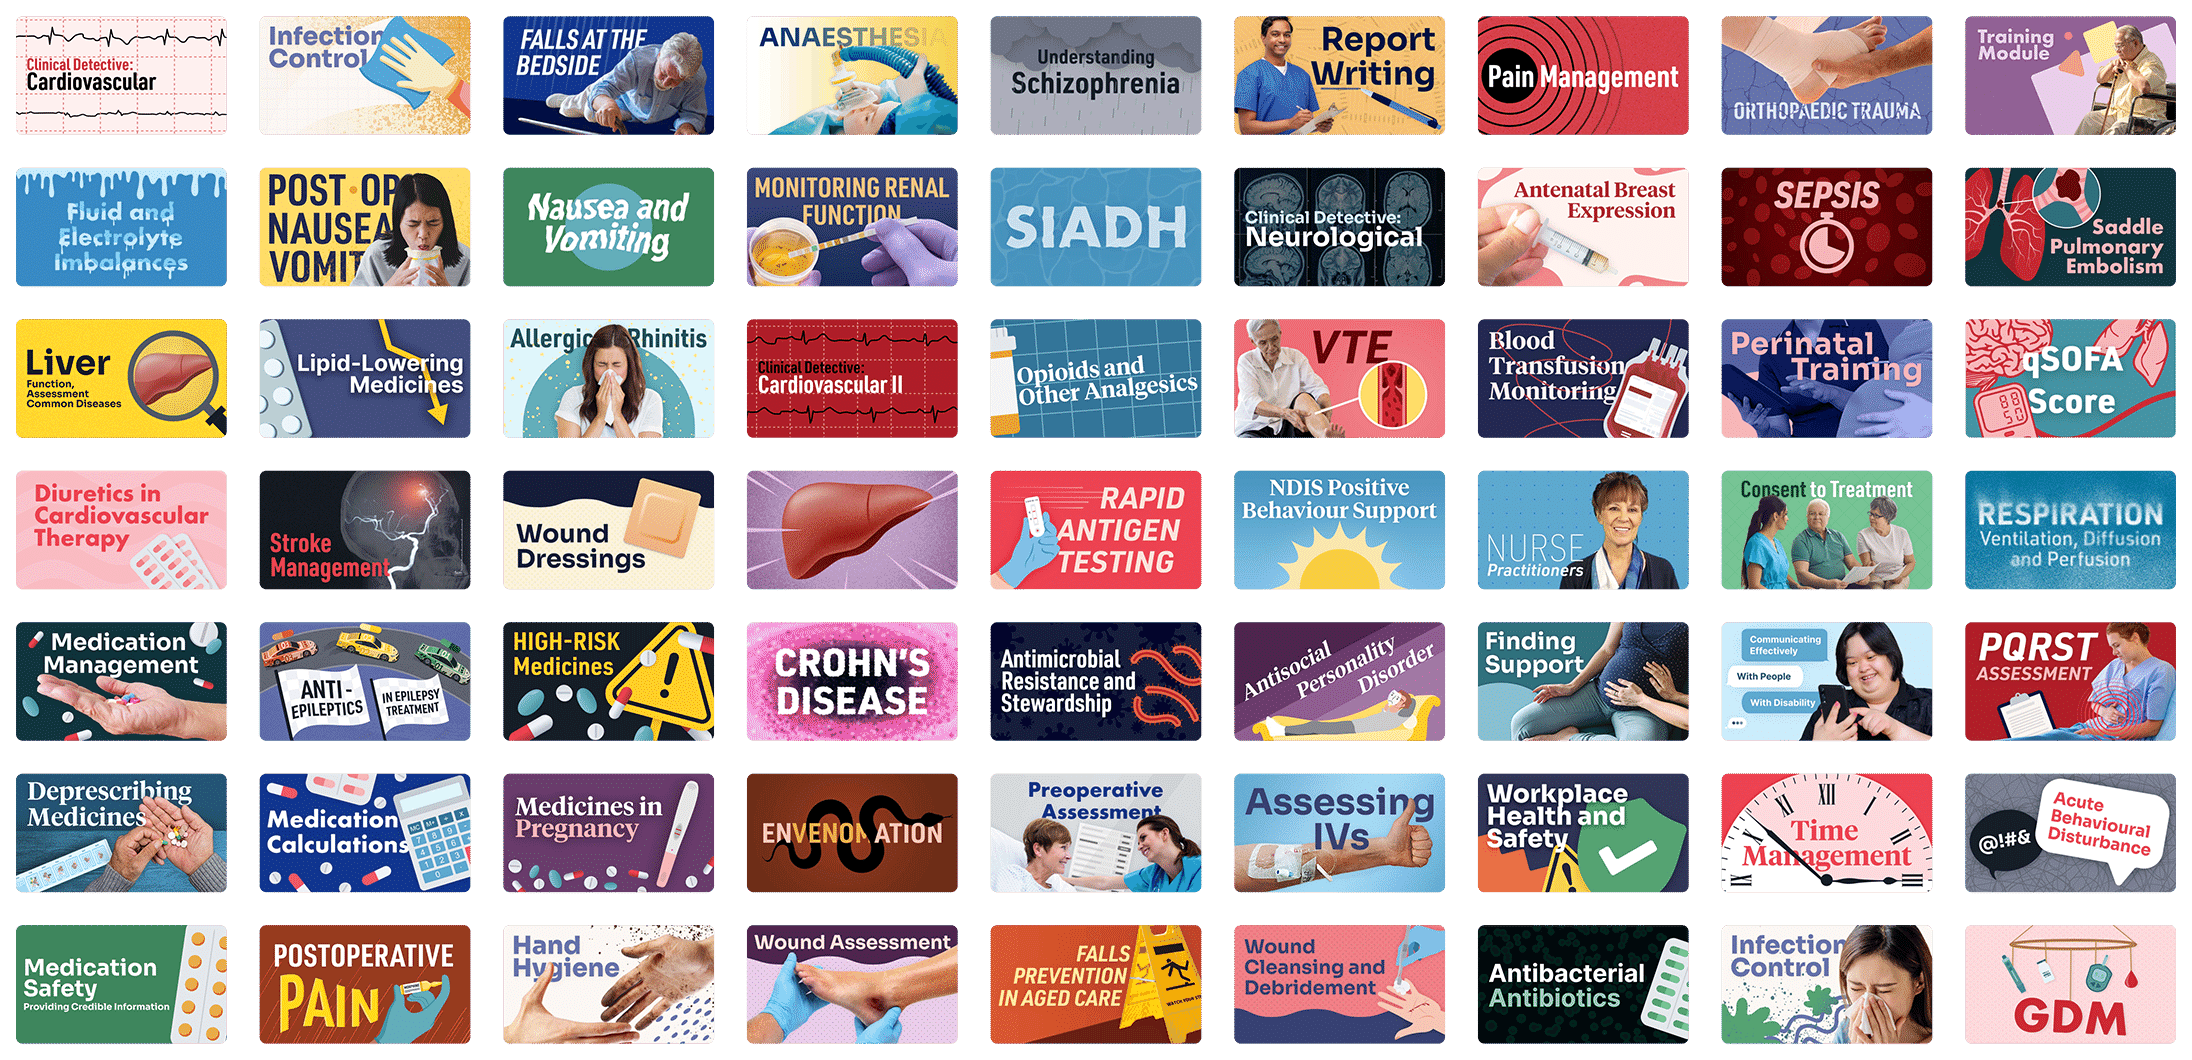 Clinical Detective:
Cardiovascular
Infection
Control
FALLS AT THE
BEDSIDE
ANAESTHESIA
Understanding
Schizophrenia
Report
Writing
Pain Management
ORTHOPAEDIC TRAUMA
Training
Module
Fluid and
Electrolyte
Imbalances
POST OP
NAUSEA
VOMIT
Nausea and
Vomiting
MONITORING RENAL
FUNCTION
SIADH
Clinical Detective:
Neurological
Antenatal Breast
Expression
SEPSIS
Saddle
Pulmonary
Embolism
Liver
Function,
Assessment
Common Diseases
Lipid-Lowering
Medicines
Allergic Rhinitis
Clinical Detective:
Cardiovascular II
Opioids and
Other Analgesics
VTE
Blood
Transfusion
Monitoring
Perinatal
Training
qSOFA
Score
Diuretics in
Cardiovascular
Therapy
Stroke
Management
Wound
Dressings
RAPID
ANTIGEN
TESTING
NDIS Positive
Behaviour Support
NURSE
Practitioners
Consent to Treatment
RESPIRATION
Ventilation, Diffusion
and Perfusion
Medication
Management
ANTI-
EPILEPTICS
IN EPILEPSY
TREATMENT
HIGH-RISK
Medicines
CROHN'S
DISEASE
Antimicrobial
Resistance and
Stewardship
Antisocial
Personality
Disorder
Finding
Support
Communicating
Effectively
With People
With Disability
PQRST
ASSESSMENT
Deprescribing
Medicines
Medication
Calculations
Medicines in
Pregnancy
ENVENOMATION
Preoperative
Assessment
Assessing
IVs
Workplace
Health and
Safety
XII
Time
Management
IX
III
@!#&
Acute
Behavioural
Disturbance
Medication
Safety
Providing Credible Information
POSTOPERATIVE
PAIN
Hand
Hygiene
Wound Assessment
FALLS
PREVENTION
IN AGED CARE
Wound
Cleansing and
Debridement
Antibacterial
Antibiotics
Infection
Control
GDM